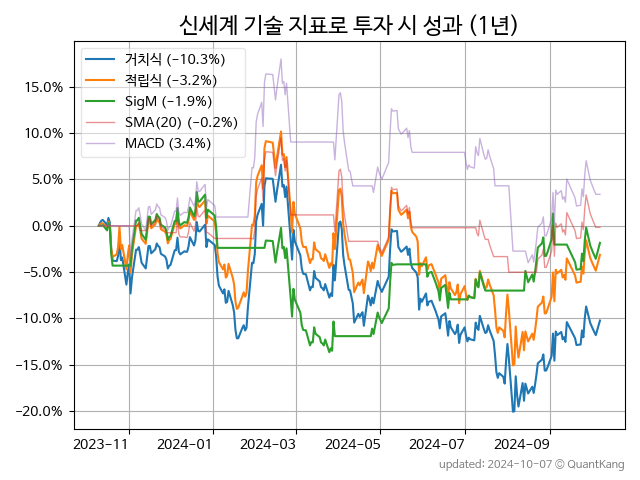 신세계 기술 지표로 투자 시 성과 (1년)
거치식 (−10.3%)
적립식 (−3.2%)
SigM (−1.9%)
SMA(20) (−0.2%)
MACD (3.4%)
15.0%
10.0%
5.0%
0.0%
−5.0%
−10.0%
−15.0%
−20.0%
2023-11 2024-01 2024-03 2024-05 2024-07 2024-09
updated: 2024-10-07 © QuantKang